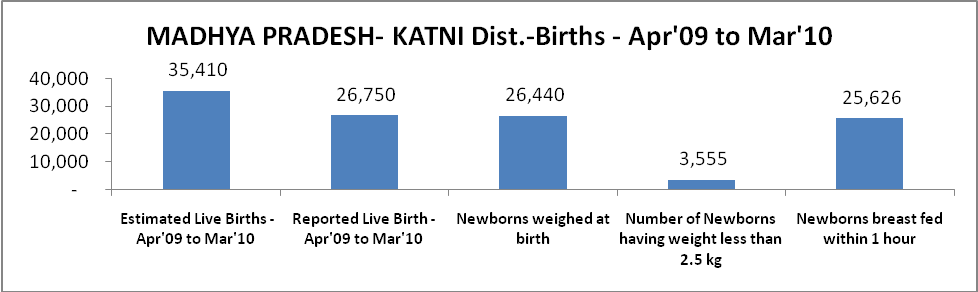 MADHYA PRADESH- KATNI Dist.-Births - Apr'09 to Mar'10
40,000
30,000
20,000
10,000
-
35,410
26,750
26,440
3,555
25,626
Estimated Live Births -
Apr'09 to Mar'10
Reported Live Birth -
Apr'09 to Mar'10
Newborns weighed at
birth
Number of Newborns
having weight less than
2.5 kg
Newborns breast fed
within 1 hour